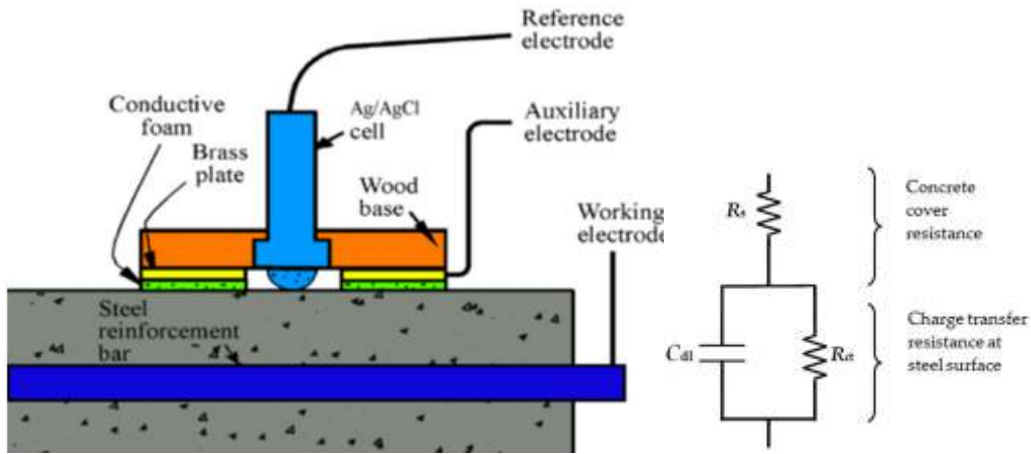 Reference
electrode
Ag/AgCl
cell
Auxiliary
electrode
Conductive
foam
Brass
plate
Wood
base
Working
electrode
Steel
reinforcement
bar
Rs
Concrete
cover
resistance
Cdl
Rct
Charge transfer
resistance at
steel surface